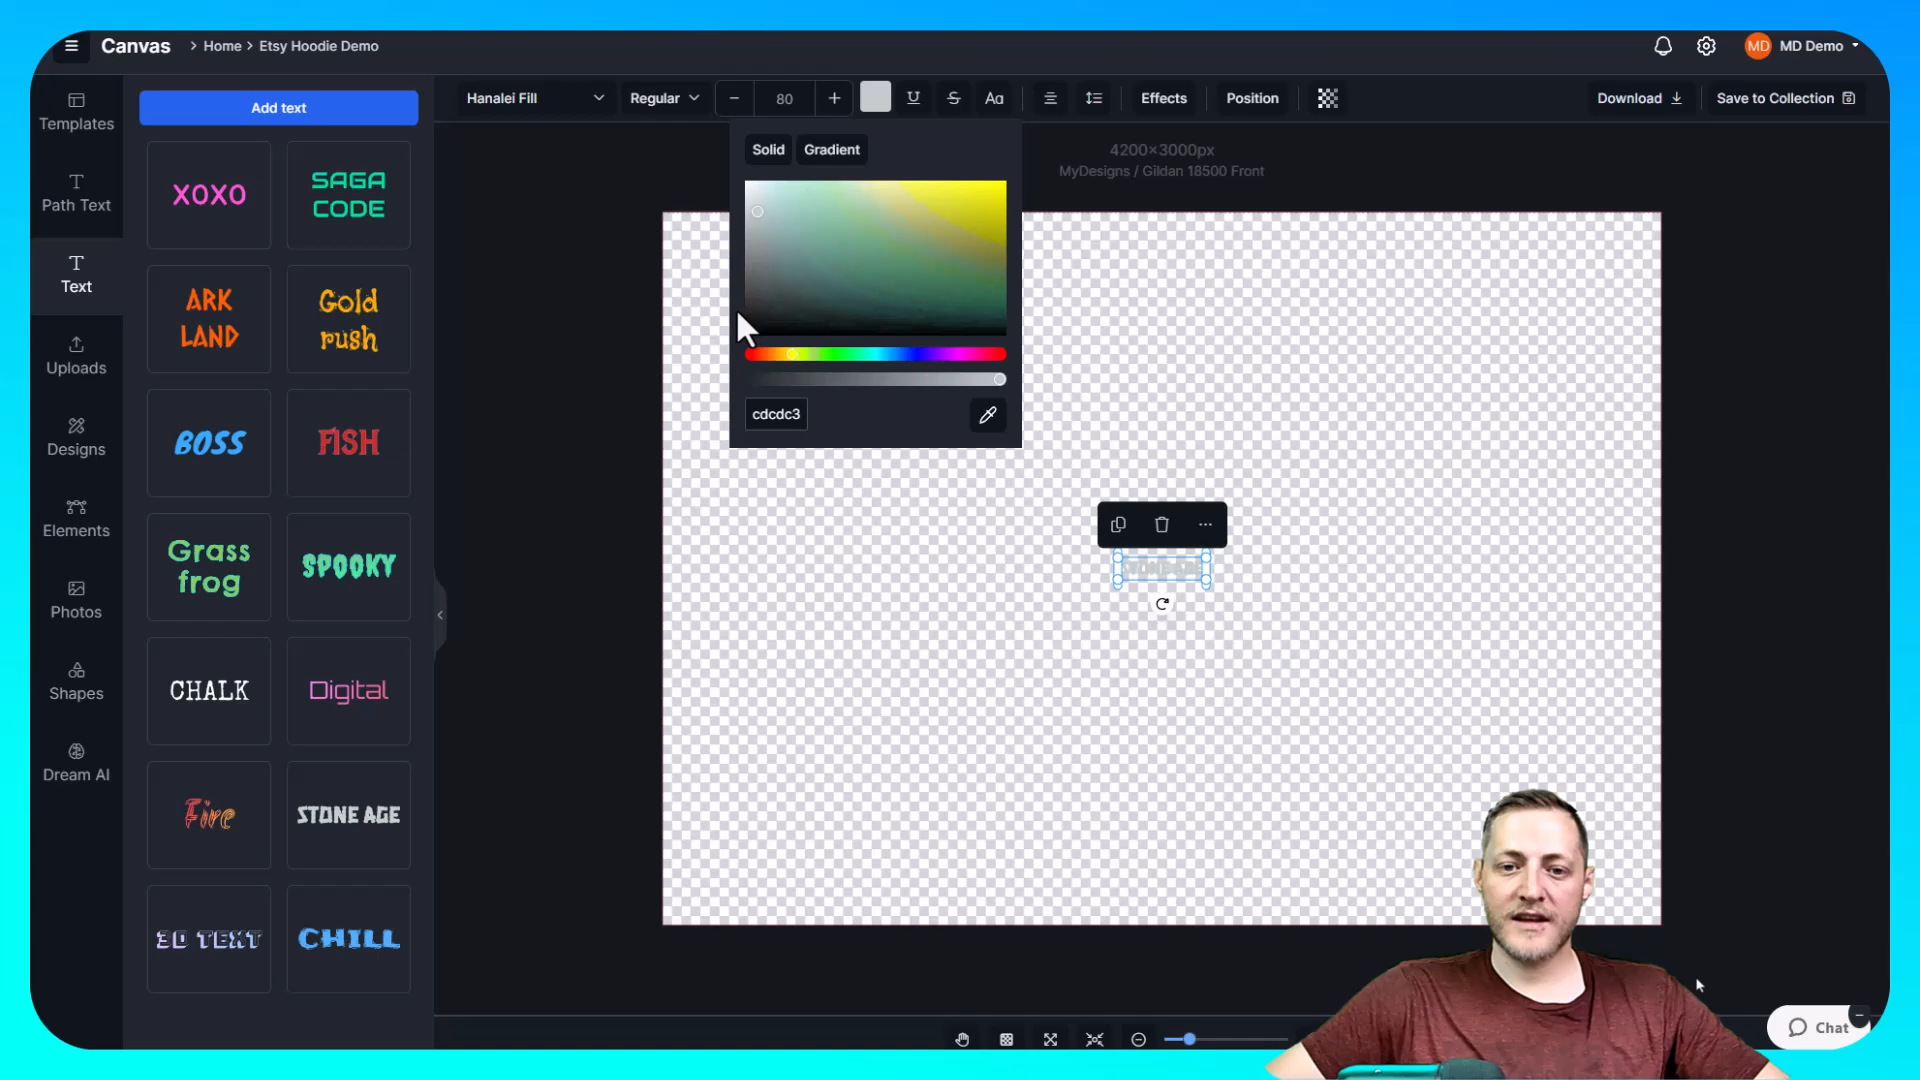 Canvas > Home > Etsy Hoodie Demo
MD MD Demo
Templates
Path Text
Text
Uploads
Designs
Elements
Photos
Shapes
Dream AI
Add text
XOXO
SAGA
CODE
ARK
LAND
Gold
rush
BOSS
FISH
Grass
frog
SPOOKY
CHALK
Digital
Fire
STONE AGE
3D TEXT
CHILL
Hanalei Fill
Regular
80
Aa
Effects
Position
Download
Save to Collection
Solid
Gradient
cdcdc3
4200×3000px
MyDesigns / Gildan 18500 Front
STONE AGE
Chat